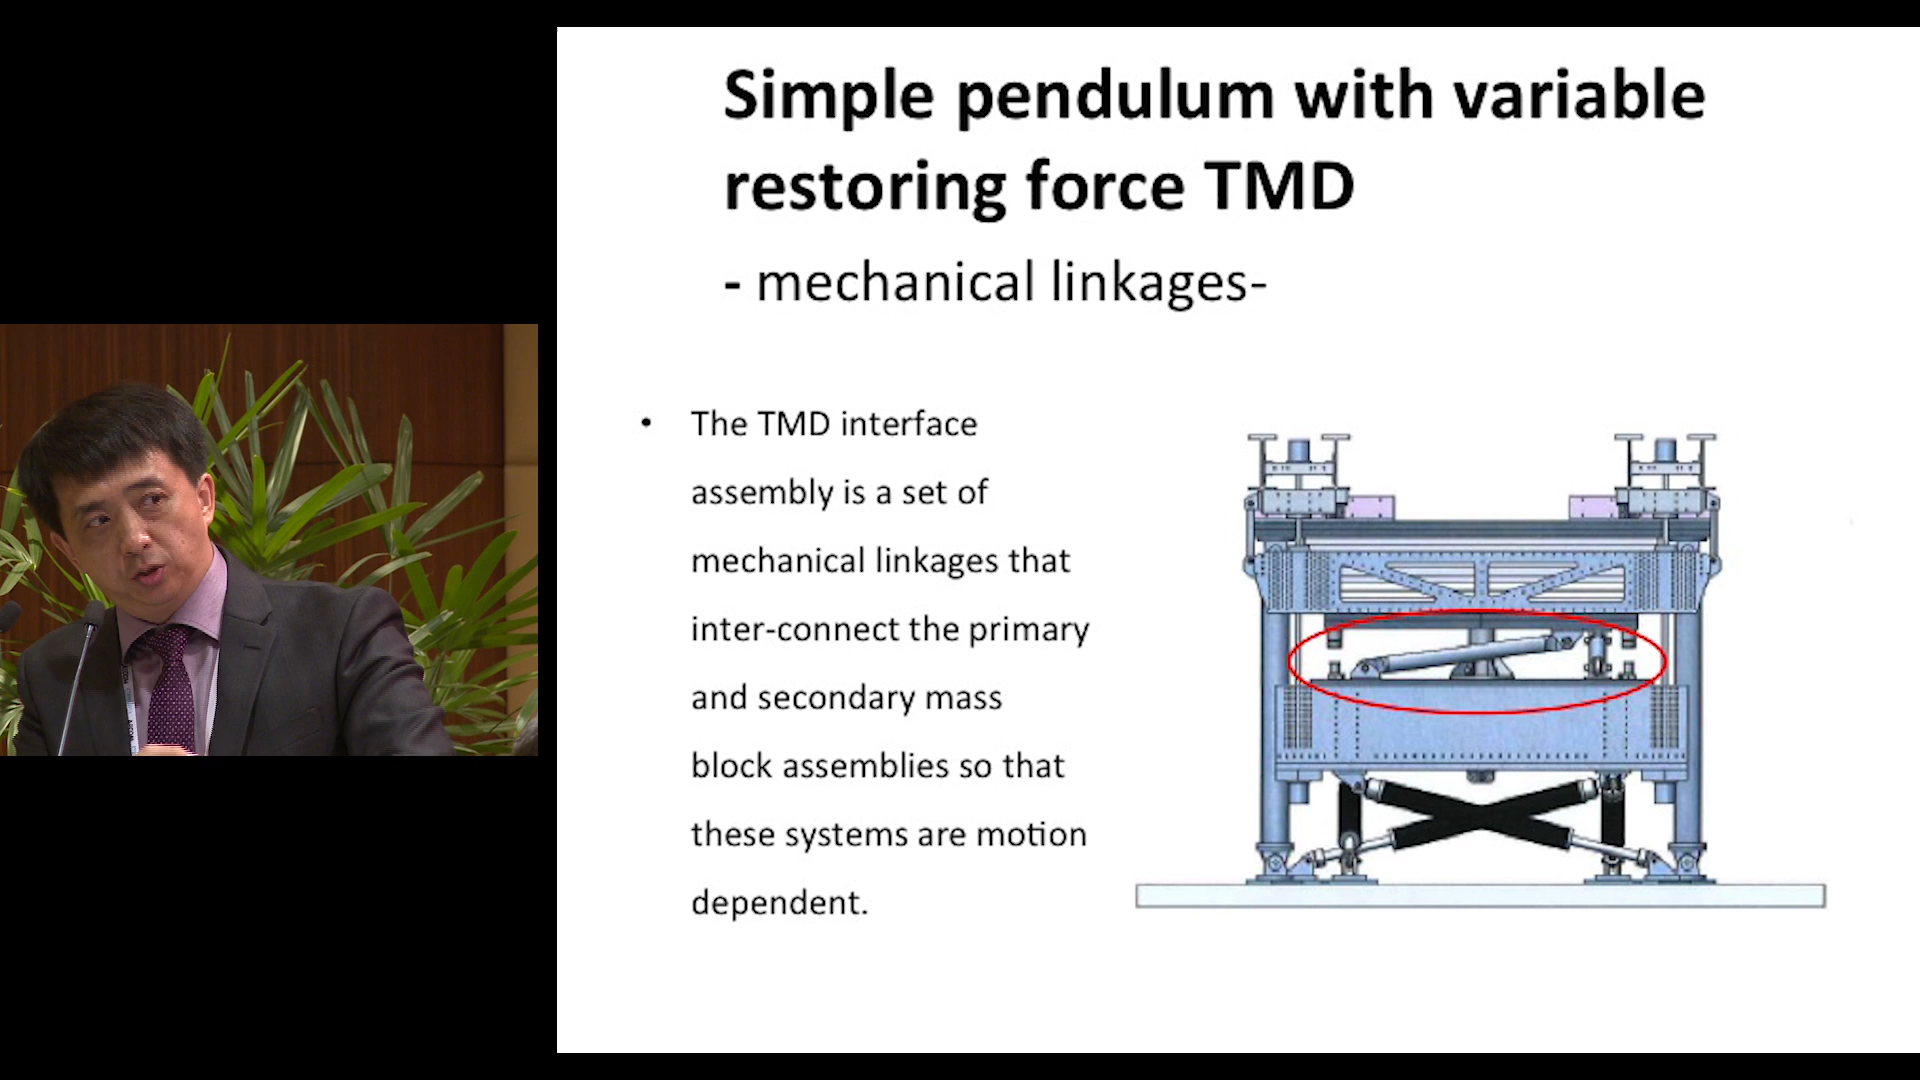 Simple pendulum with variable
restoring force TMD
- mechanical linkages-
• The TMD interface
assembly is a set of
mechanical linkages that
inter-connect the primary
and secondary mass
block assemblies so that
these systems are motion
dependent.